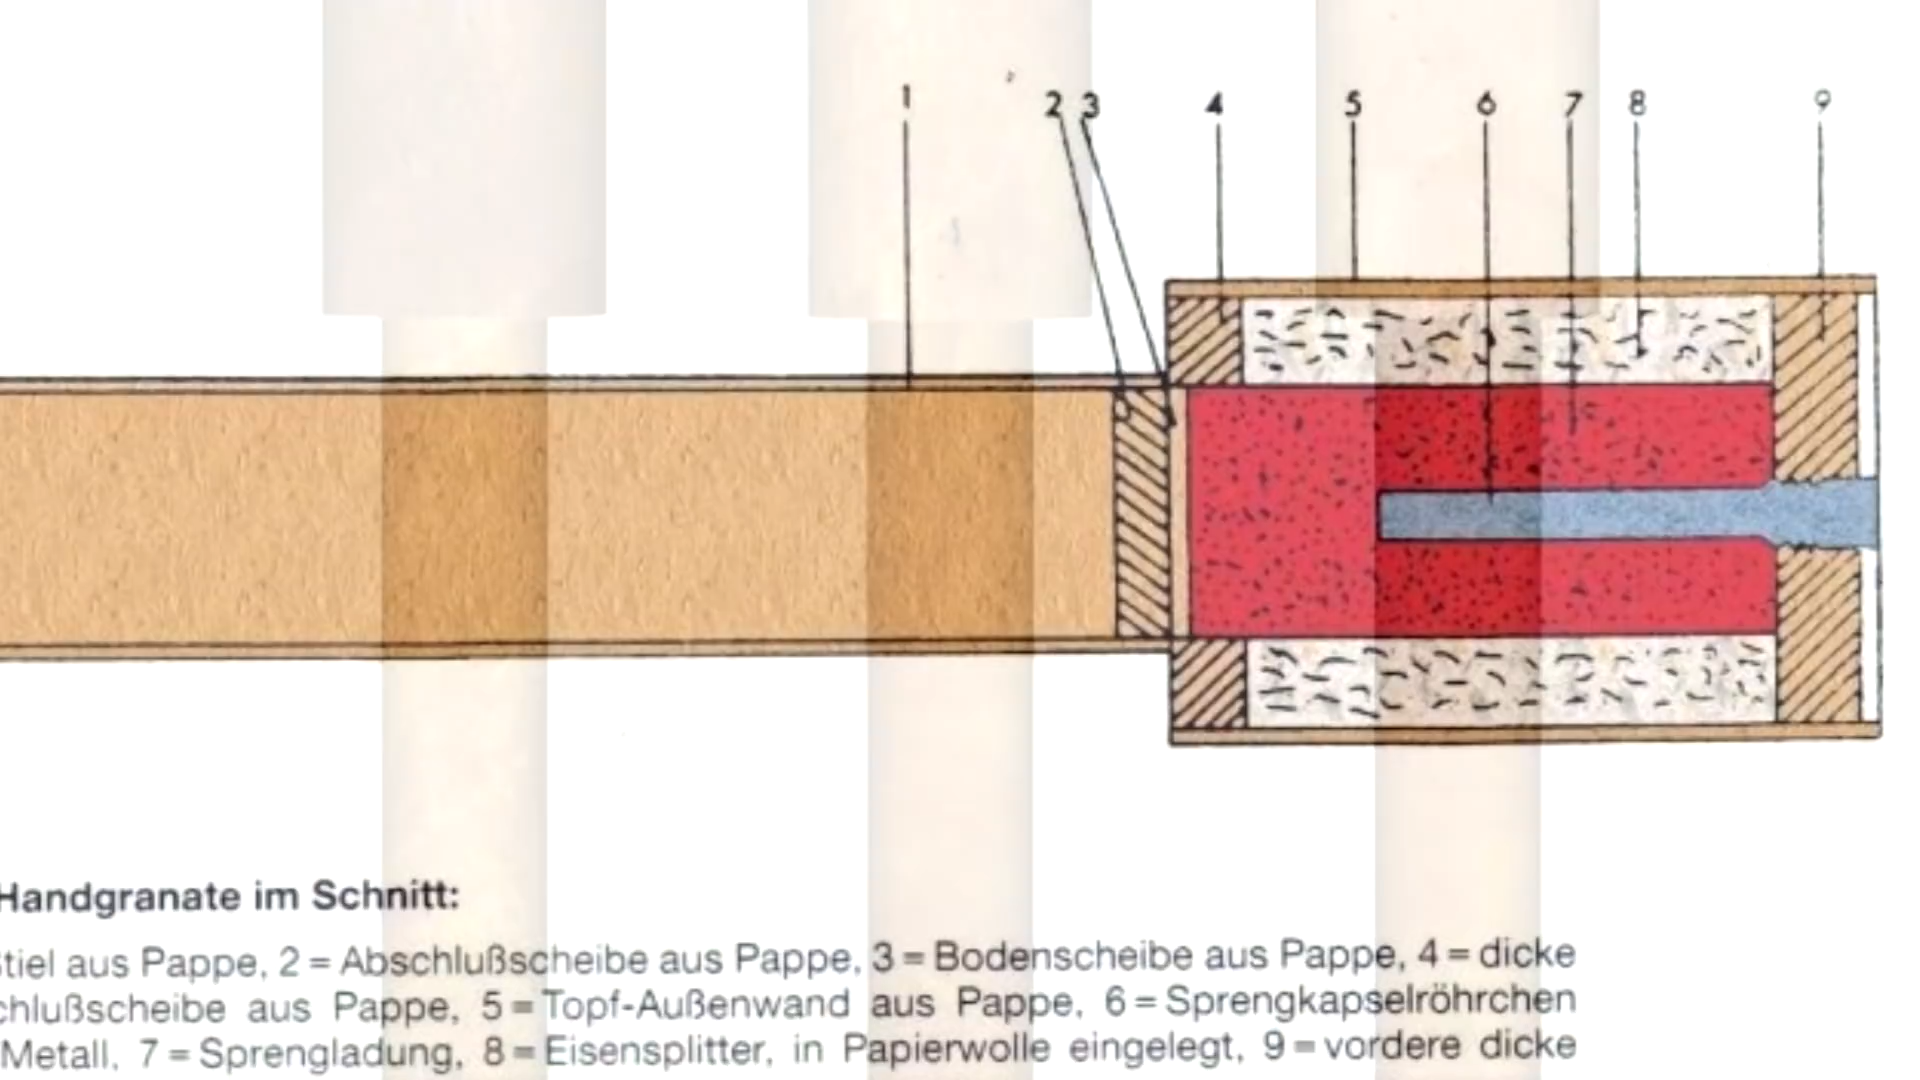 1 2 3 4 5 6 7 8 9
Handgranate im Schnitt:
tiel aus Pappe, 2 = Abschlußscheibe aus Pappe, 3 = Bodenscheibe aus Pappe, 4 = dicke
chlußscheibe aus Pappe, 5 = Topf-Außenwand aus Pappe, 6 = Sprengkapselröhrchen
Metall, 7 = Sprengladung, 8 = Eisensplitter, in Papierwolle eingelegt, 9 = vordere dicke